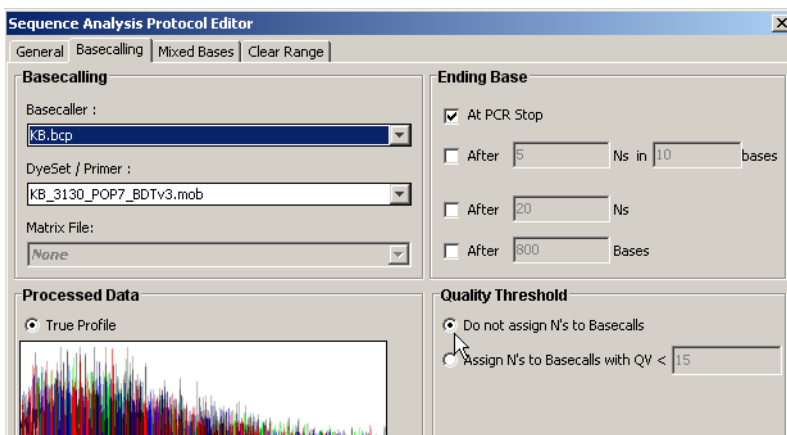 Sequence Analysis Protocol Editor
General Basecalling Mixed Bases Clear Range
Basecalling
Basecaller :
KB.bcp
DyeSet / Primer :
KB_3130_POP7_BDTv3.mob
Matrix File:
None
Ending Base
At PCR Stop
After 5 Ns in 10 bases
After 20 Ns
After 800 Bases
Processed Data
True Profile
Quality Threshold
Do not assign N's to Basecalls
Assign N's to Basecalls with QV < 15